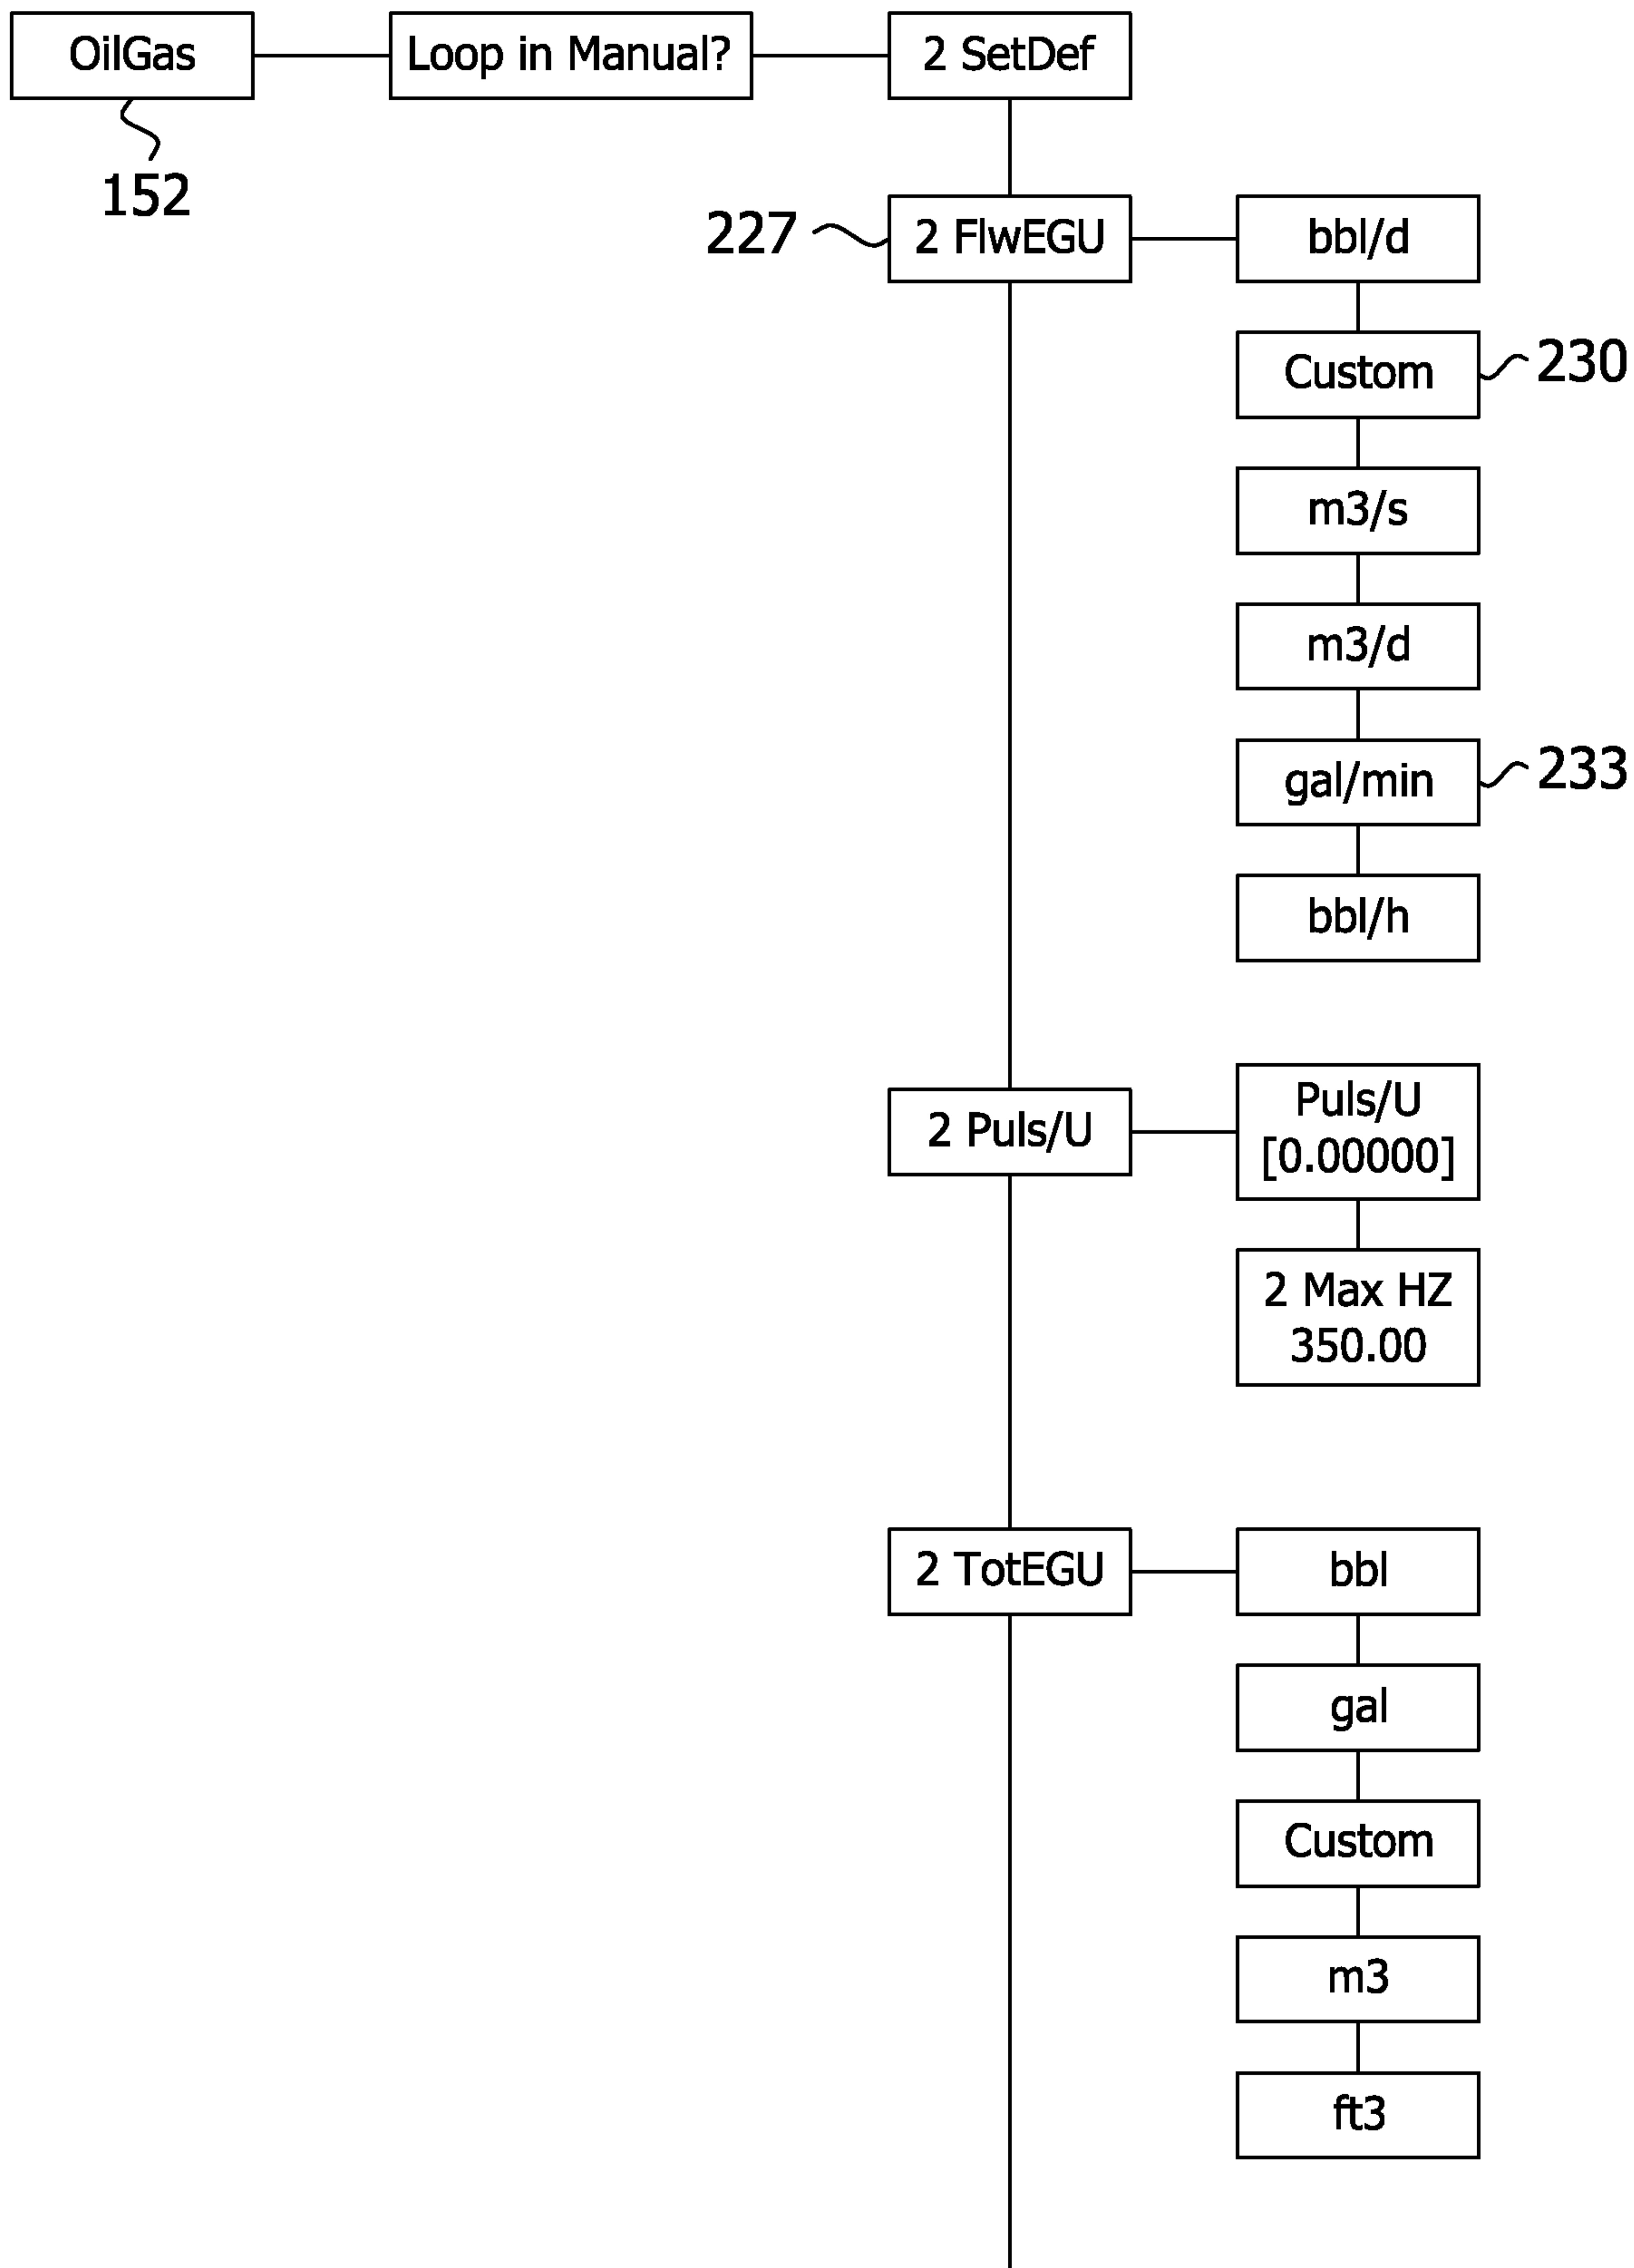 OilGas
Loop in Manual?
2 SetDef
152
227
2 FlwEGU
bbl/d
Custom
230
m3/s
m3/d
gal/min
233
bbl/h
2 Puls/U
Puls/U
[0.00000]
2 Max HZ
350.00
2 TotEGU
bbl
gal
Custom
m3
ft3